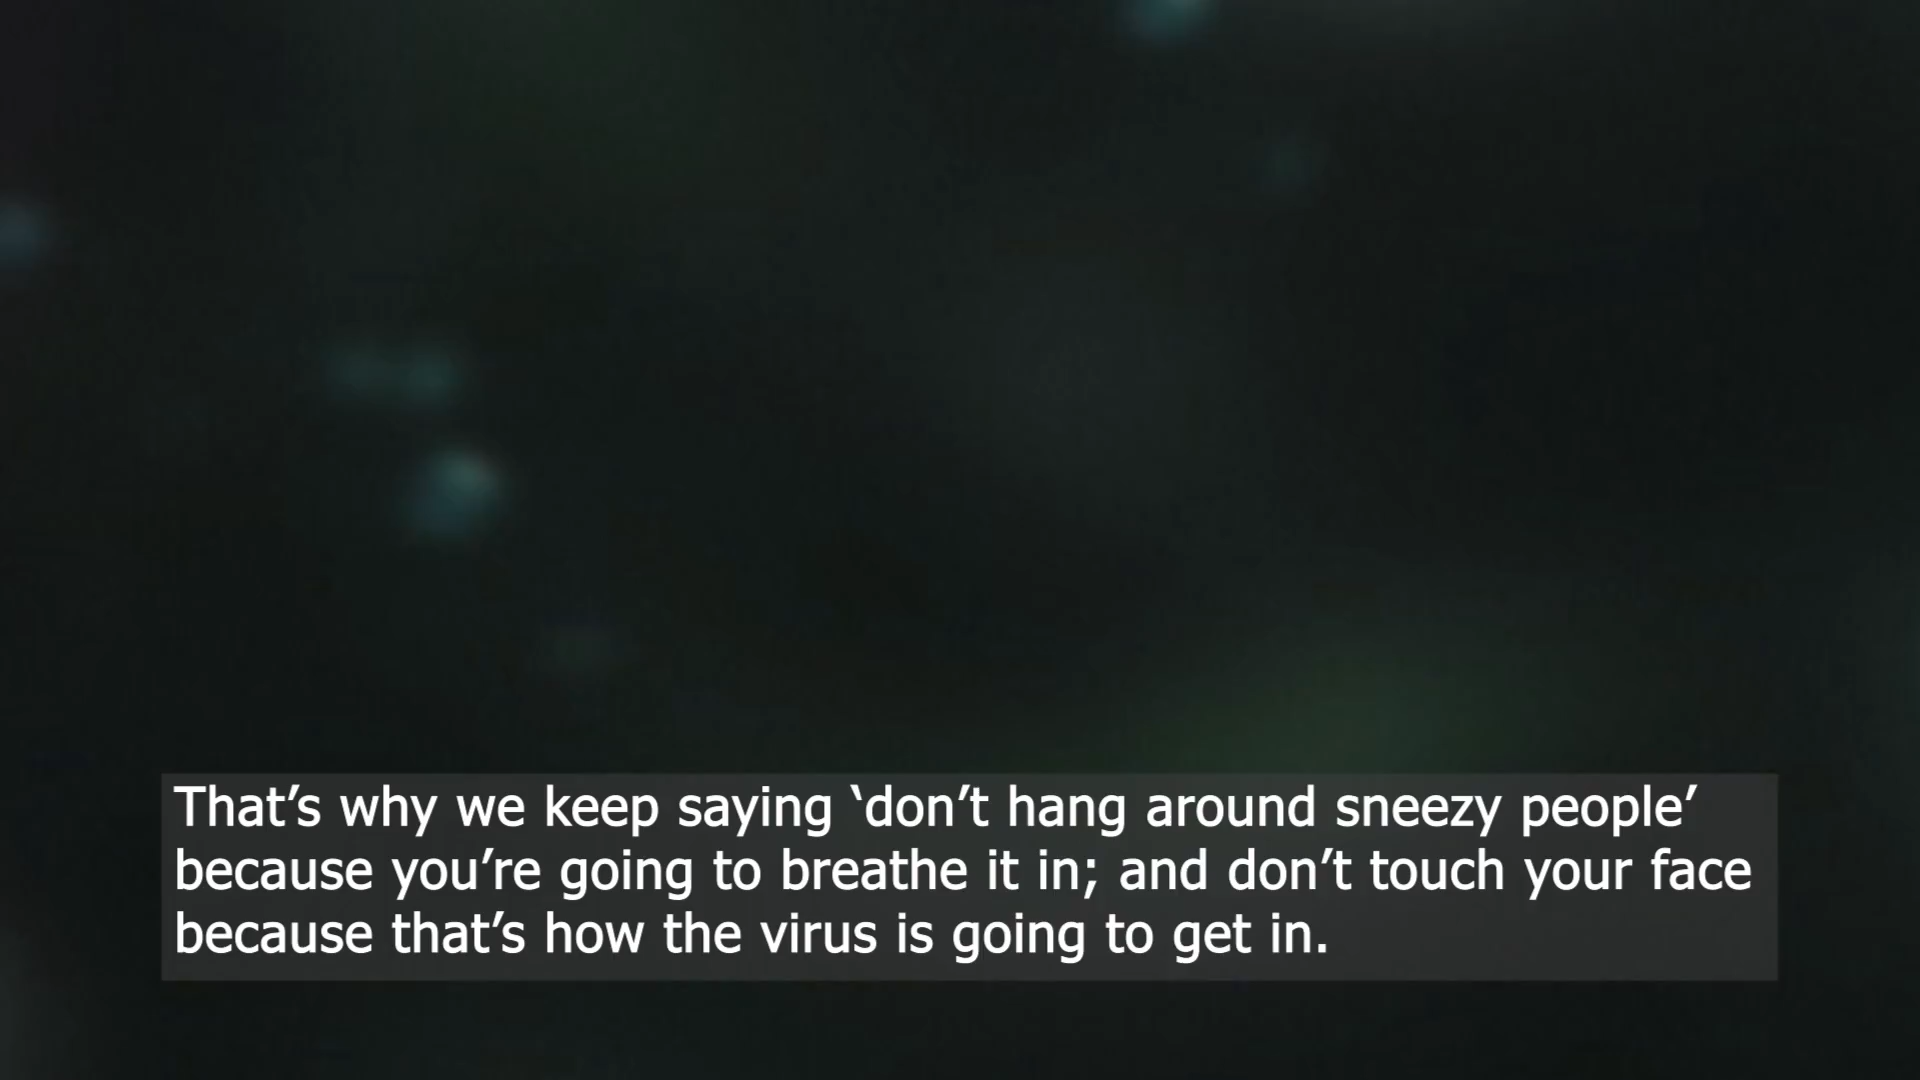 That’s why we keep saying ‘don’t hang around sneezy people’
because you’re going to breathe it in; and don’t touch your face
because that’s how the virus is going to get in.